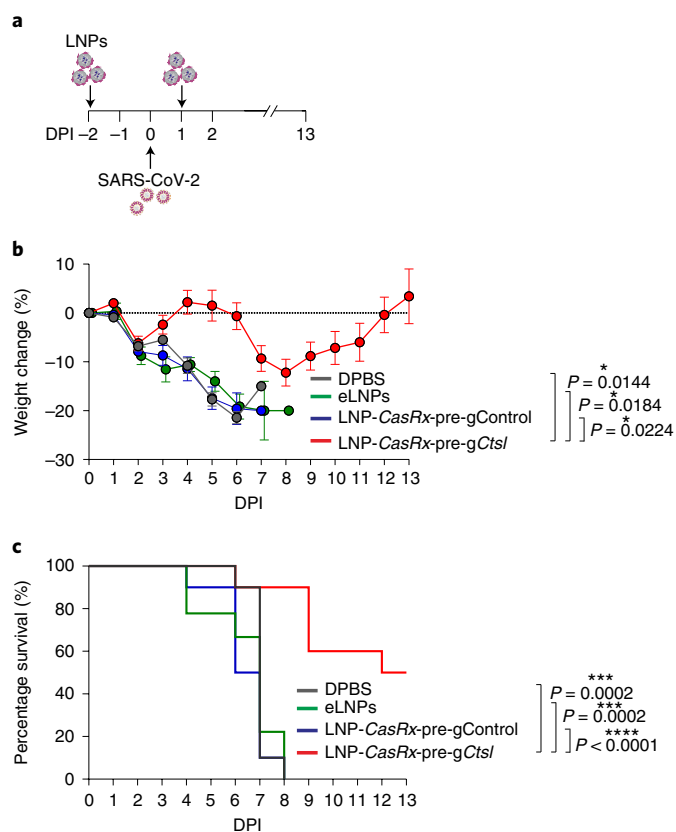 a
LNPs
DPI −2 −1 0 1 2 13
SARS-CoV-2
b
10
0
−10
−20
−30
Weight change (%)
0 1 2 3 4 5 6 7 8 9 10 11 12 13
DPI
DPBS
eLNPs
LNP-CasRx-pre-gControl
LNP-CasRx-pre-gCtsl
*
P = 0.0144
*
P = 0.0184
*
P = 0.0224
c
100
80
60
40
20
0
Percentage survival (%)
0 1 2 3 4 5 6 7 8 9 10 11 12 13
DPI
DPBS
eLNPs
LNP-CasRx-pre-gControl
LNP-CasRx-pre-gCtsl
***
P = 0.0002
***
P = 0.0002
****
P < 0.0001